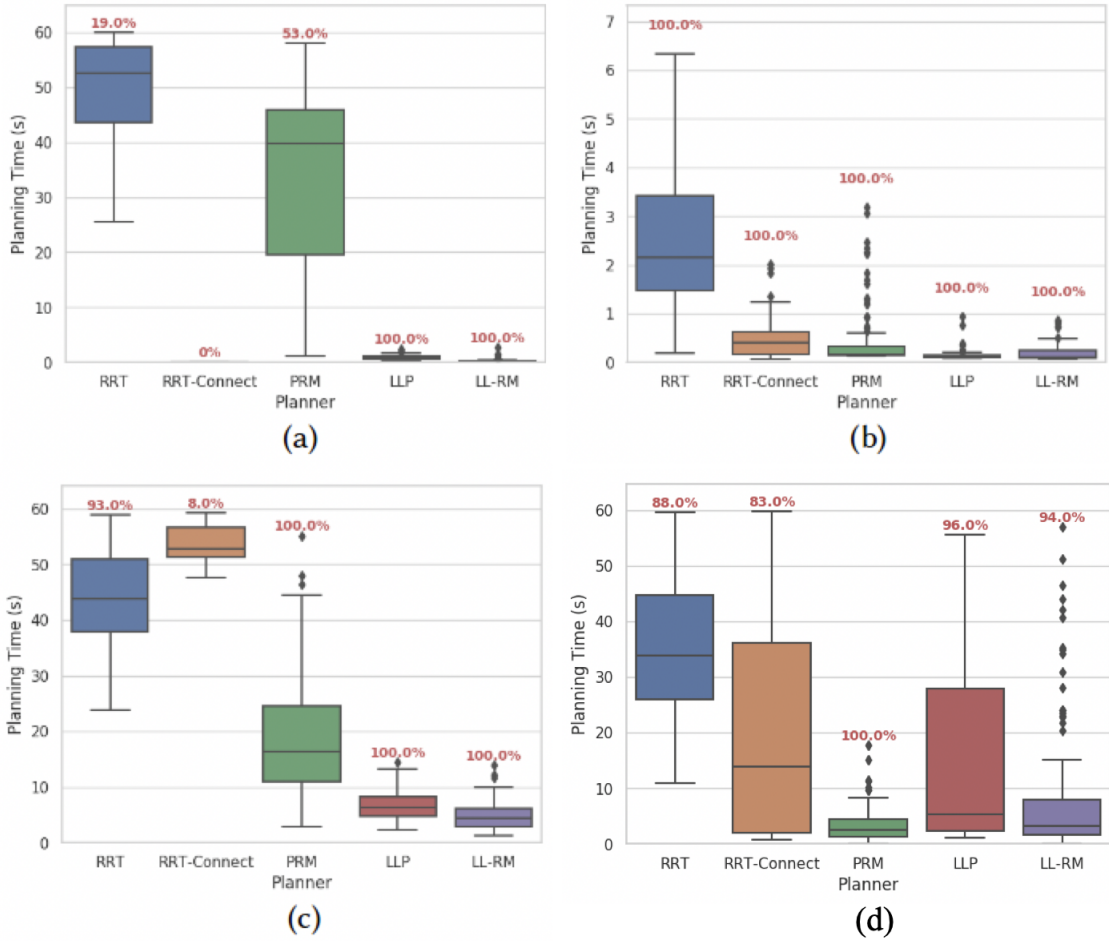 19.0%
0%
53.0%
100.0%
100.0%
60
50
40
30
20
10
0
Planning Time (s)
RRT
RRT-Connect
PRM
LLP
LL-RM
Planner
(a)
100.0%
100.0%
100.0%
100.0%
100.0%
7
6
5
4
3
2
1
0
Planning Time (s)
RRT
RRT-Connect
PRM
LLP
LL-RM
Planner
(b)
93.0%
8.0%
100.0%
100.0%
100.0%
60
50
40
30
20
10
0
Planning Time (s)
RRT
RRT-Connect
PRM
LLP
LL-RM
Planner
(c)
88.0%
83.0%
100.0%
96.0%
94.0%
60
50
40
30
20
10
0
Planning Time (s)
RRT
RRT-Connect
PRM
LLP
LL-RM
Planner
(d)